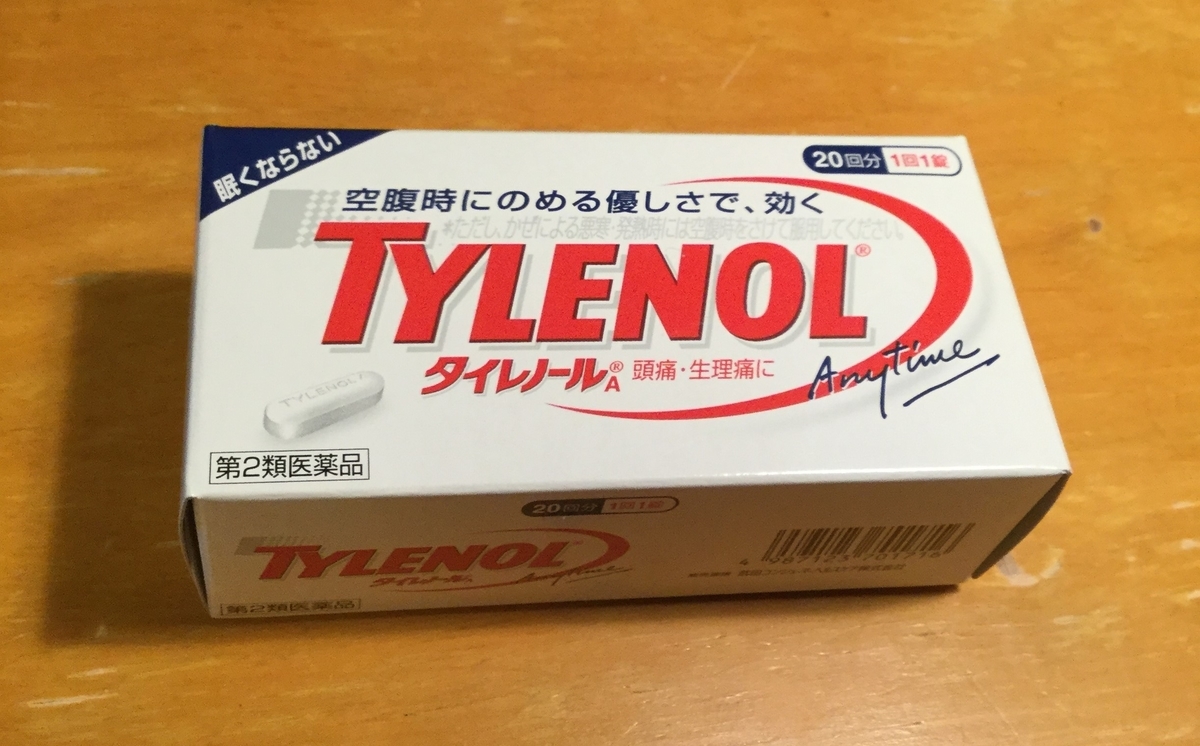 眠くならない
20回分 1回1錠
空腹時にのめる優しさで、効く
*ただし、かぜによる悪寒・発熱時には空腹時をさけて服用してください。
TYLENOL®
タイレノール®A 頭痛・生理痛に
Anytime
TYLENOL
第2類医薬品
20回分 1回1錠
TYLENOL
タイレノール®A
Anytime
第2類医薬品